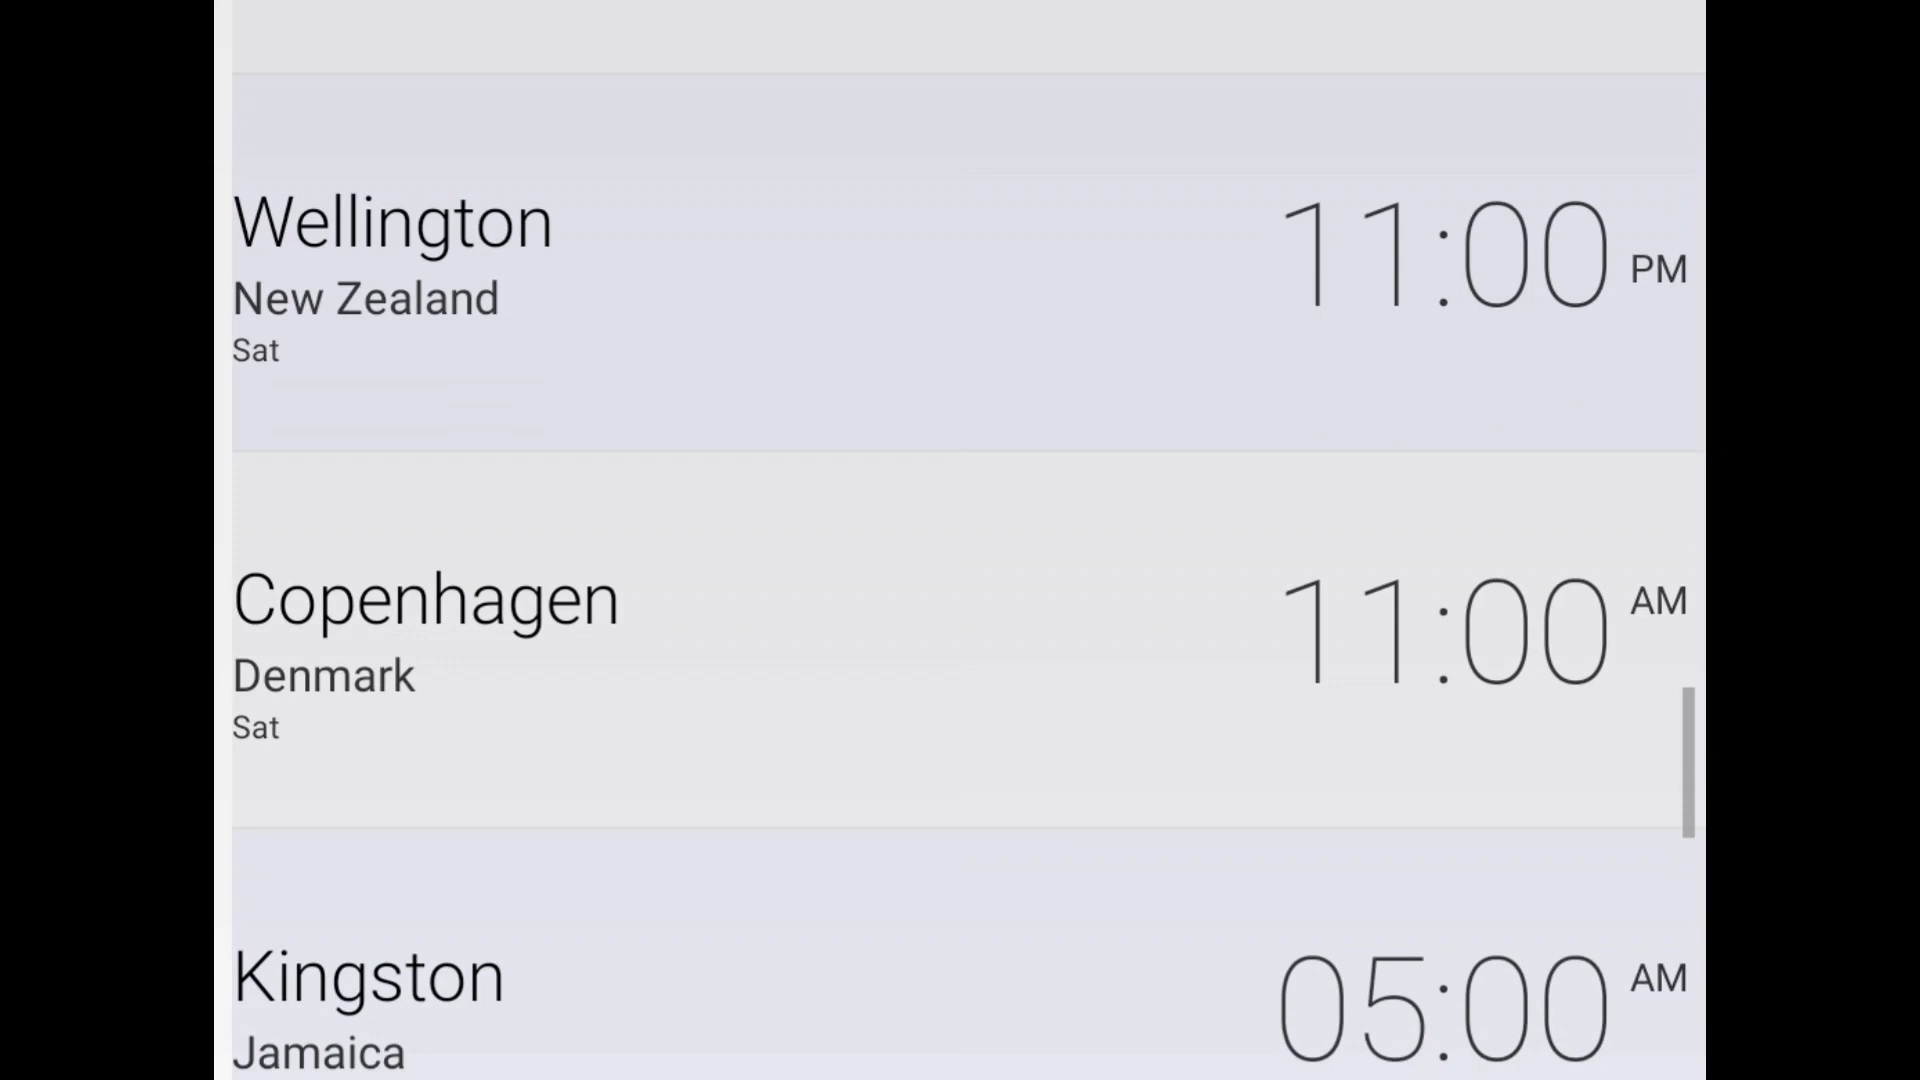 Wellington
11:00 PM
New Zealand
Sat
Copenhagen
11:00 AM
Denmark
Sat
Kingston
05:00 AM
Jamaica